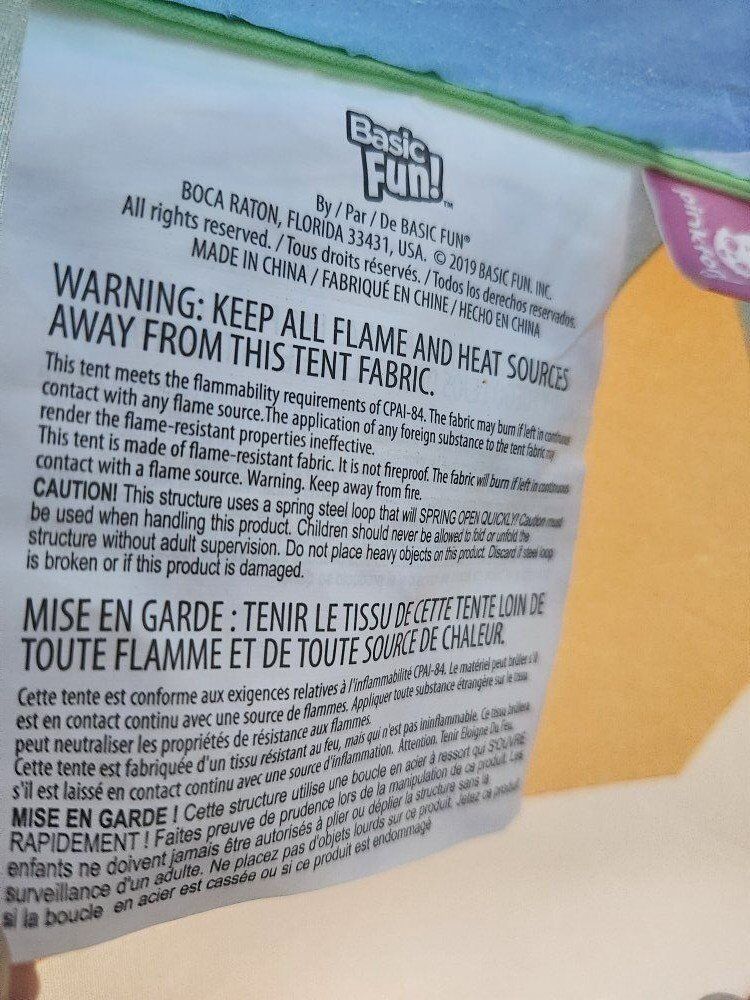 Basic
Fun!™
By / Par / De BASIC FUN®
BOCA RATON, FLORIDA 33431, USA. © 2019 BASIC FUN, INC.
All rights reserved. / Tous droits réservés. / Todos los derechos reservados.
MADE IN CHINA / FABRIQUÉ EN CHINE / HECHO EN CHINA
WARNING: KEEP ALL FLAME AND HEAT SOURCES
AWAY FROM THIS TENT FABRIC.
This tent meets the flammability requirements of CPAI-84. The fabric may burn if left in continuous
contact with any flame source.The application of any foreign substance to the tent fabric may
render the flame-resistant properties ineffective.
This tent is made of flame-resistant fabric. It is not fireproof. The fabric will burn if left in continuous
contact with a flame source. Warning. Keep away from fire.
CAUTION! This structure uses a spring steel loop that will SPRING OPEN QUICKLY! Caution must
be used when handling this product. Children should never be allowed to fold or unfold the
structure without adult supervision. Do not place heavy objects on this product. Discard if steel loop
is broken or if this product is damaged.
MISE EN GARDE : TENIR LE TISSU DE CETTE TENTE LOIN DE
TOUTE FLAMME ET DE TOUTE SOURCE DE CHALEUR.
Cette tente est conforme aux exigences relatives à l'inflammabilité CPAI-84. Le matériel peut brûler s'il
est en contact continu avec une source de flammes. Appliquer toute substance étrangère sur le tissu
peut neutraliser les propriétés de résistance aux flammes.
Cette tente est fabriquée d'un tissu résistant au feu, mais qui n'est pas ininflammable. Ce tissu brûlera
s'il est laissé en contact continu avec une source d'inflammation. Attention. Tenir Eloigne Du Feu.
MISE EN GARDE ! Cette structure utilise une boucle en acier à ressort qui S'OUVRE
RAPIDEMENT ! Faites preuve de prudence lors de la manipulation de ce produit. Les
enfants ne doivent jamais être autorisés à plier ou déplier la structure sans la
surveillance d'un adulte. Ne placez pas d'objets lourds sur ce produit. Jetez ce produit
si la boucle en acier est cassée ou si ce produit est endommagé
pinkfong